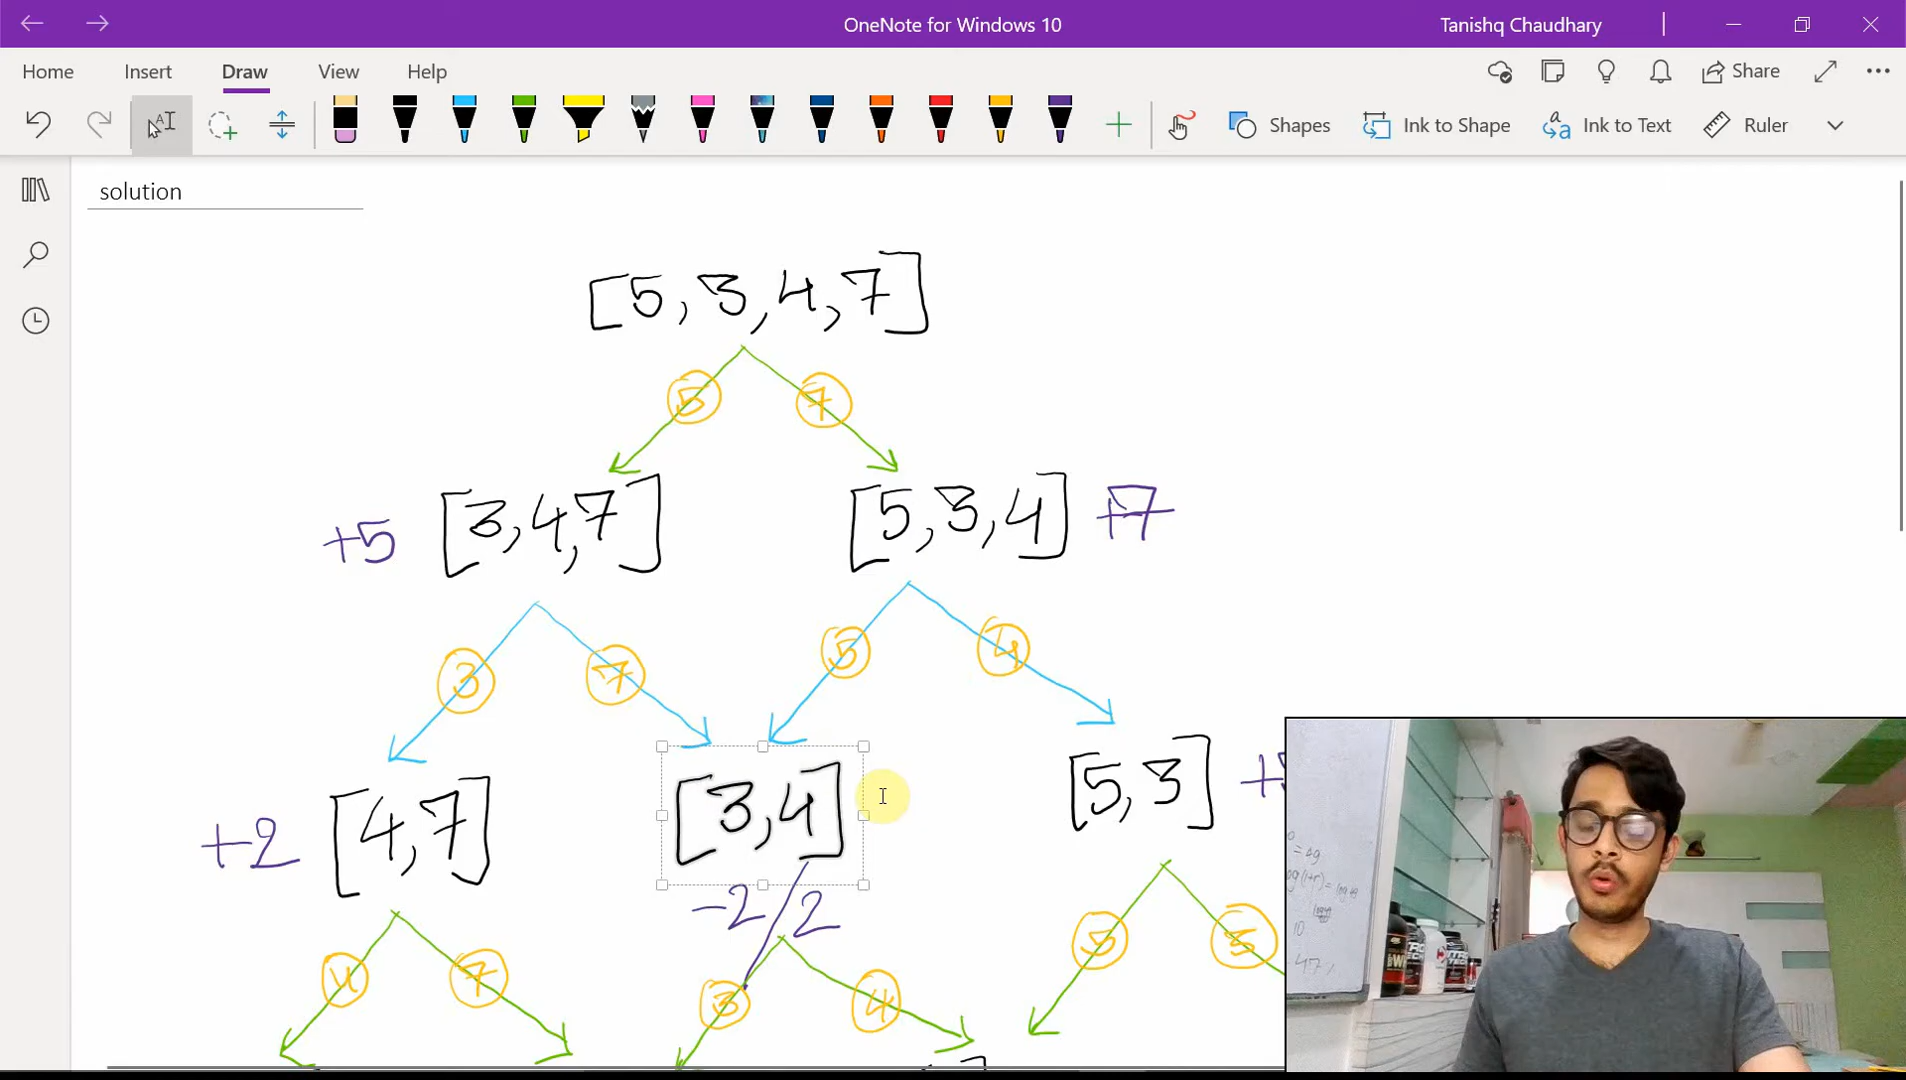 OneNote for Windows 10
Tanishq Chaudhary
Home Insert Draw View Help
Share
Shapes Ink to Shape Ink to Text Ruler
solution
[5,3,4,7]
5 7
+5 [3,4,7] [5,3,4] +7
3 7 5 4
+2 [4,7] [3,4] [5,3]
-2/2
4 7 3 4 5 3